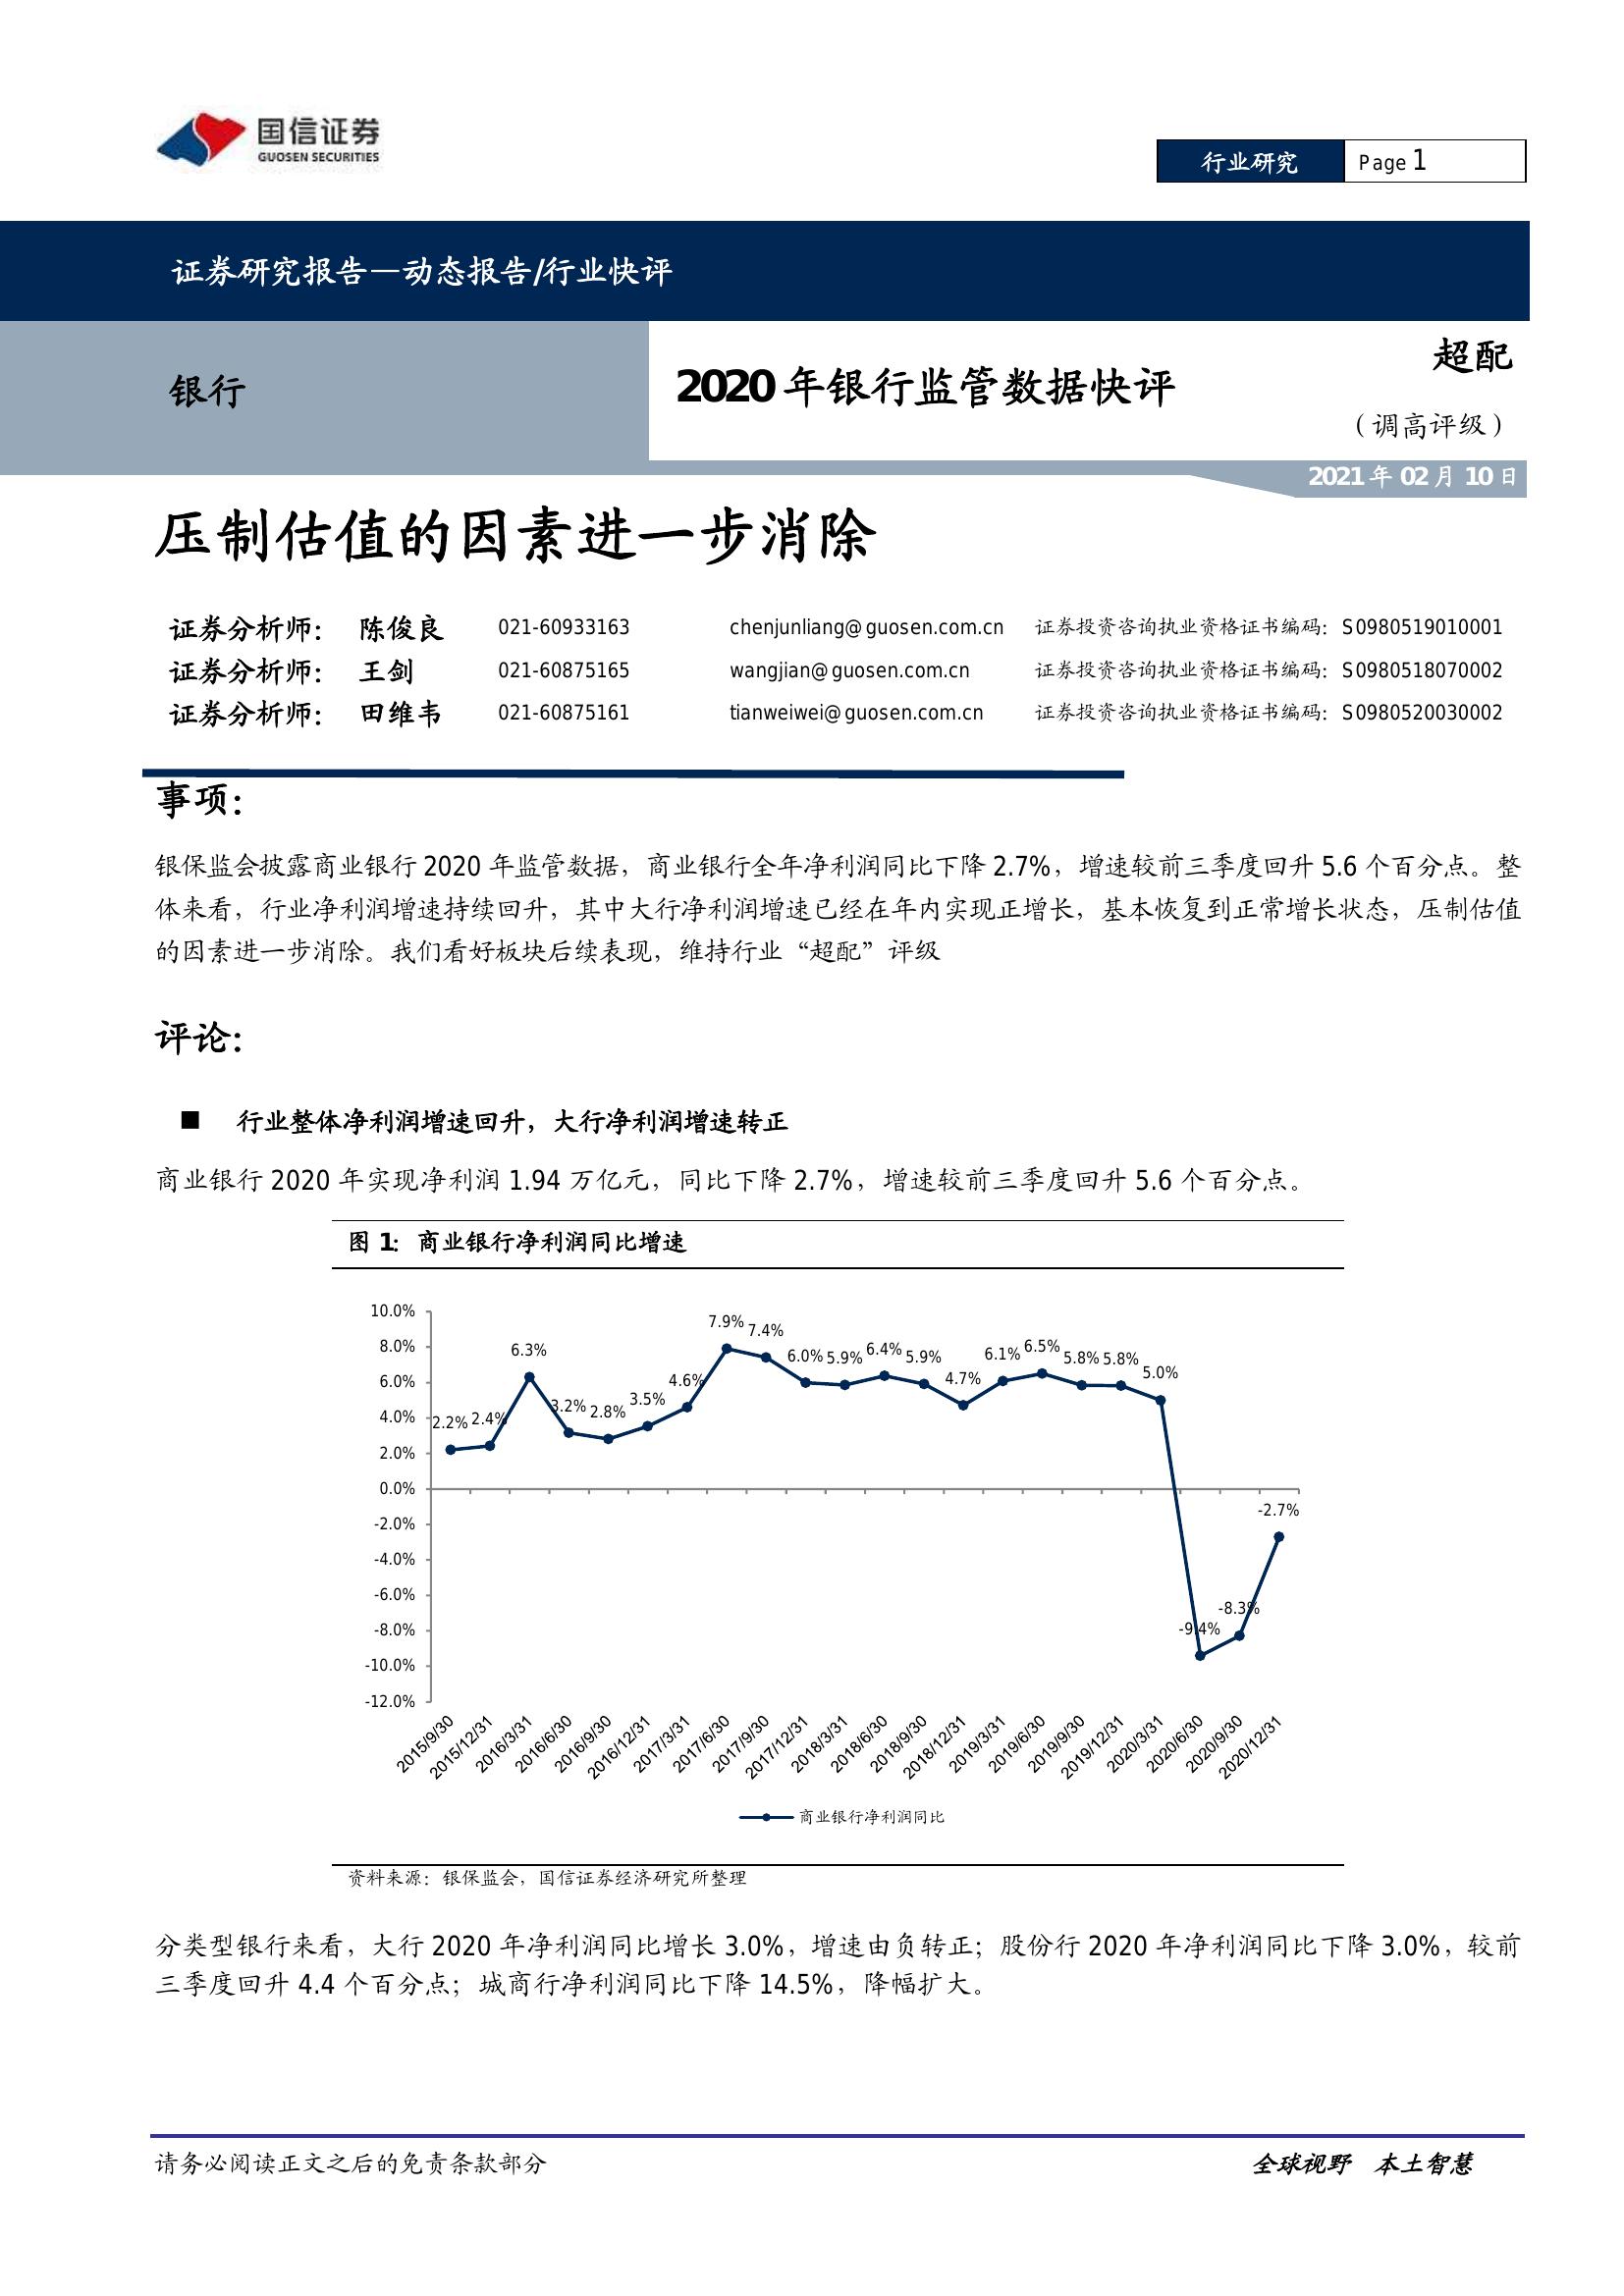 国信证券
GUOSEN SECURITIES
行业研究 Page 1
证券研究报告—动态报告/行业快评
银行
2020 年银行监管数据快评
超配
（调高评级）
2021 年 02 月 10 日
压制估值的因素进一步消除
证券分析师： 陈俊良 021-60933163 chenjunliang@guosen.com.cn 证券投资咨询执业资格证书编码：S0980519010001
证券分析师： 王剑 021-60875165 wangjian@guosen.com.cn 证券投资咨询执业资格证书编码：S0980518070002
证券分析师： 田维韦 021-60875161 tianweiwei@guosen.com.cn 证券投资咨询执业资格证书编码：S0980520030002
事项：
银保监会披露商业银行 2020 年监管数据，商业银行全年净利润同比下降 2.7%，增速较前三季度回升 5.6 个百分点。整
体来看，行业净利润增速持续回升，其中大行净利润增速已经在年内实现正增长，基本恢复到正常增长状态，压制估值
的因素进一步消除。我们看好板块后续表现，维持行业“超配”评级
评论：
■ 行业整体净利润增速回升，大行净利润增速转正
商业银行 2020 年实现净利润 1.94 万亿元，同比下降 2.7%，增速较前三季度回升 5.6 个百分点。
图 1：商业银行净利润同比增速
10.0%
8.0%
6.0%
4.0%
2.0%
0.0%
-2.0%
-4.0%
-6.0%
-8.0%
-10.0%
-12.0%
2.2% 2.4% 6.3% 3.2% 2.8% 3.5% 4.6% 7.9% 7.4% 6.0% 5.9% 6.4% 5.9% 4.7% 6.1% 6.5% 5.8% 5.8% 5.0% -9.4% -8.3% -2.7%
2015/9/30 2015/12/31 2016/3/31 2016/6/30 2016/9/30 2016/12/31 2017/3/31 2017/6/30 2017/9/30 2017/12/31 2018/3/31 2018/6/30 2018/9/30 2018/12/31 2019/3/31 2019/6/30 2019/9/30 2019/12/31 2020/3/31 2020/6/30 2020/9/30 2020/12/31
商业银行净利润同比
资料来源：银保监会，国信证券经济研究所整理
分类型银行来看，大行 2020 年净利润同比增长 3.0%，增速由负转正；股份行 2020 年净利润同比下降 3.0%，较前
三季度回升 4.4 个百分点；城商行净利润同比下降 14.5%，降幅扩大。
请务必阅读正文之后的免责条款部分 全球视野 本土智慧